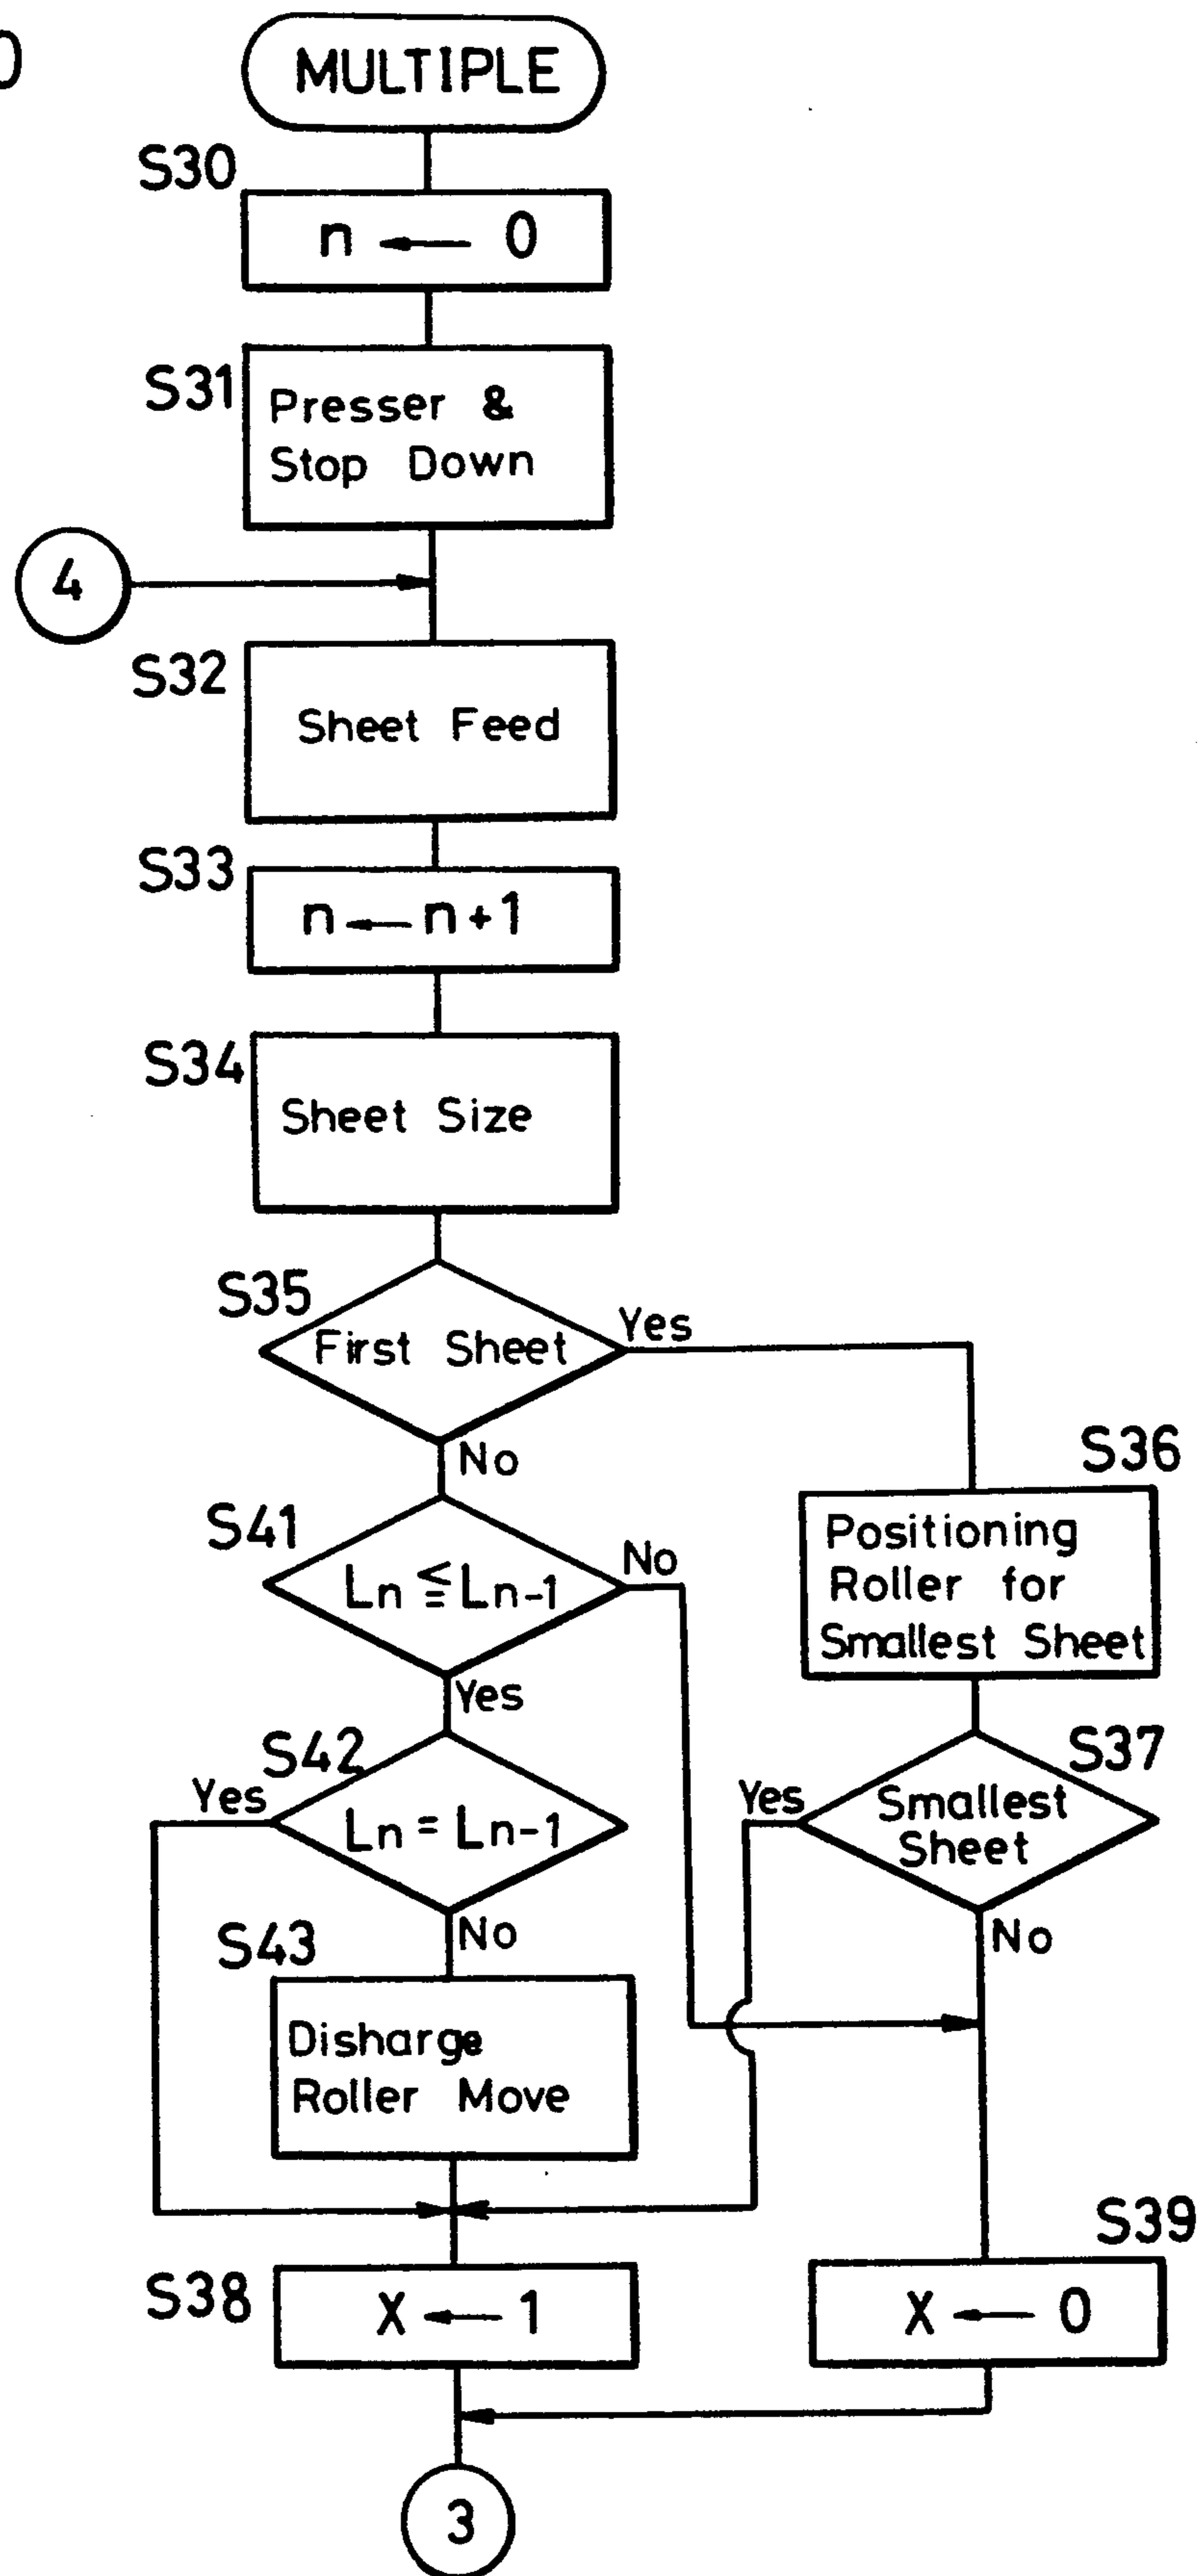 0
MULTIPLE
S30
n ← 0
S31
Presser &
Stop Down
4
S32
Sheet Feed
S33
n ← n+1
S34
Sheet Size
S35
First Sheet
Yes
No
S36
Positioning
Roller for
Smallest Sheet
S41
Ln ≦ Ln-1
No
Yes
S37
Smallest
Sheet
Yes
No
S42
Yes
Ln = Ln-1
No
S43
Disharge
Roller Move
S38
X ← 1
S39
X ← 0
3